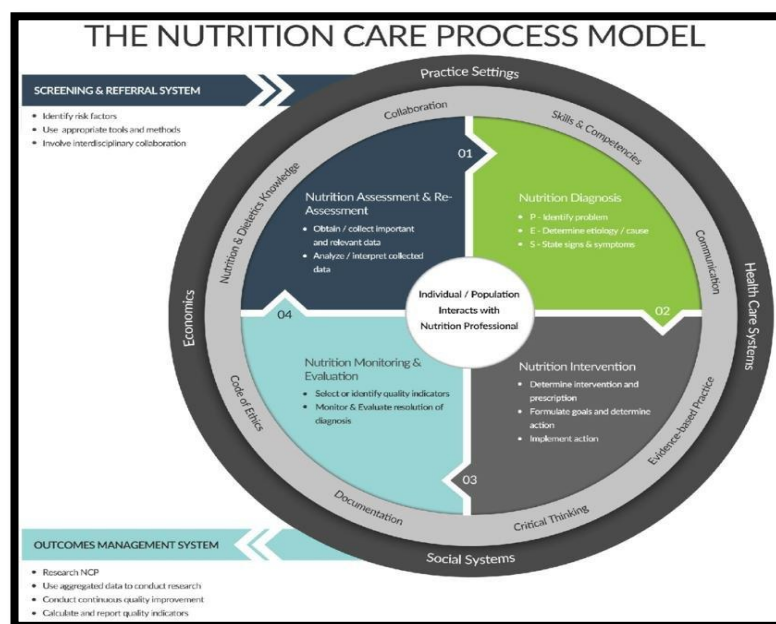 THE NUTRITION CARE PROCESS MODEL
SCREENING & REFERRAL SYSTEM
• Identify risk factors
• Use appropriate tools and methods
• Involve interdisciplinary collaboration
Practice Settings
Collaboration
Skills & Competencies
Nutrition & Dietetics Knowledge
Communication
Economics
Health Care Systems
Code of Ethics
Evidence-based Practice
Documentation
Critical Thinking
Social Systems
01
Nutrition Assessment & Re-
Assessment
• Obtain / collect important
and relevant data
• Analyze / interpret collected
data
Nutrition Diagnosis
• P - Identify problem
• E - Determine etiology / cause
• S - State signs & symptoms
02
Individual / Population
Interacts with
Nutrition Professional
04
Nutrition Monitoring &
Evaluation
• Select or identify quality indicators
• Monitor & Evaluate resolution of
diagnosis
Nutrition Intervention
• Determine intervention and
prescription
• Formulate goals and determine
action
• Implement action
03
OUTCOMES MANAGEMENT SYSTEM
• Research NCP
• Use aggregated data to conduct research
• Conduct continuous quality improvement
• Calculate and report quality indicators